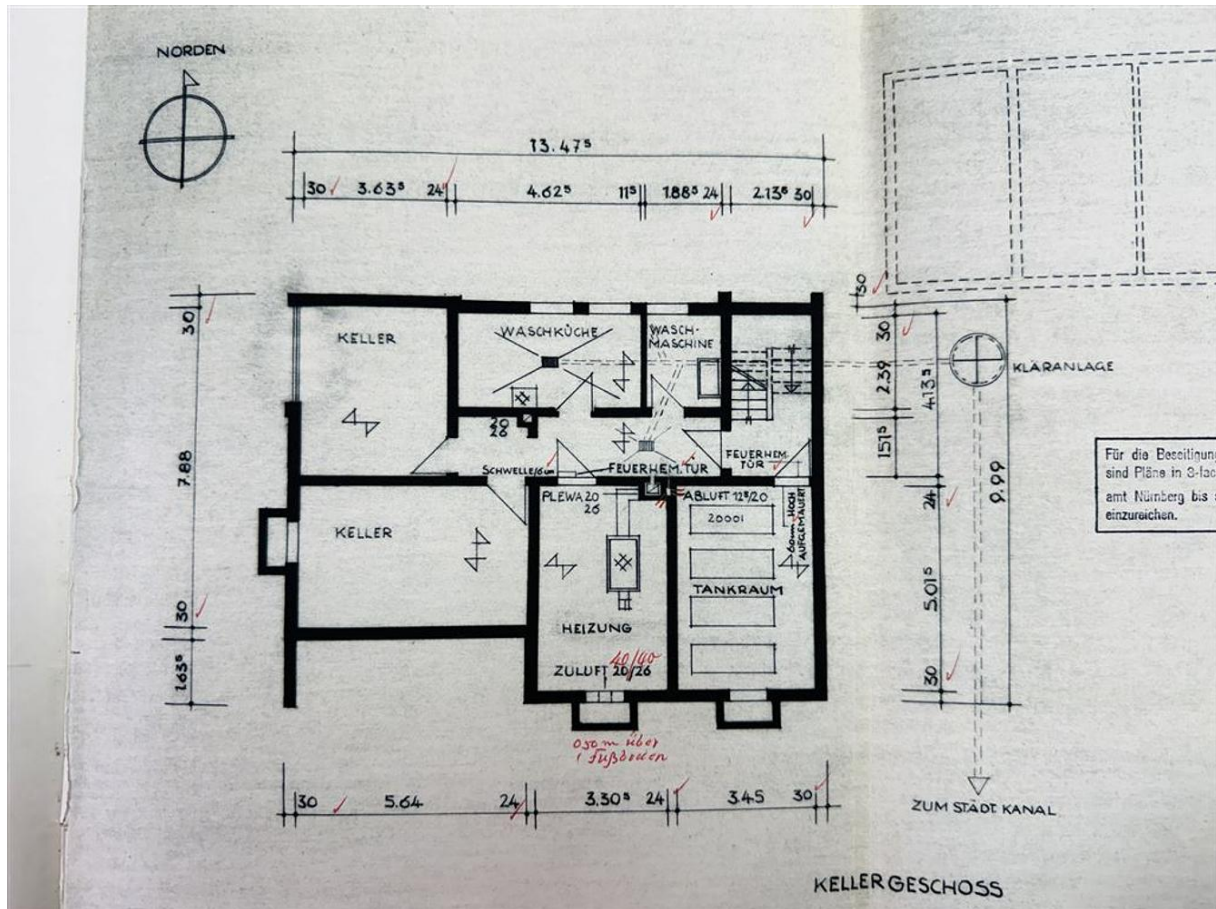 NORDEN
13.47⁵
30 3.63⁵ 24 4.62⁵ 11⁵ 1.88⁵ 24 2.13⁵ 30
KELLER
WASCHKÜCHE
WASCH-
MASCHINE
20
26
SCHWELLE
FEUERHEM. TÜR
FEUERHEM.
TÜR
KLÄRANLAGE
30
7.88
30
1.63⁵
30
30
2.39
1.51⁵
4.13⁵
24
5.01⁵
30
9.99
Für die Beseitigung
sind Pläne in 3-fac
amt Nürnberg bis
einzureichen.
KELLER
PLEWA 20
26
ABLUFT 12⁵/20
2000l
60cm HOCH
AUFGEMAUERT
TANKRAUM
HEIZUNG
40/40
ZULUFT 20/26
0,50 m über
Fußboden
30 5.64 24 3.30⁵ 24 3.45 30
ZUM STÄDT KANAL
KELLERGESCHOSS